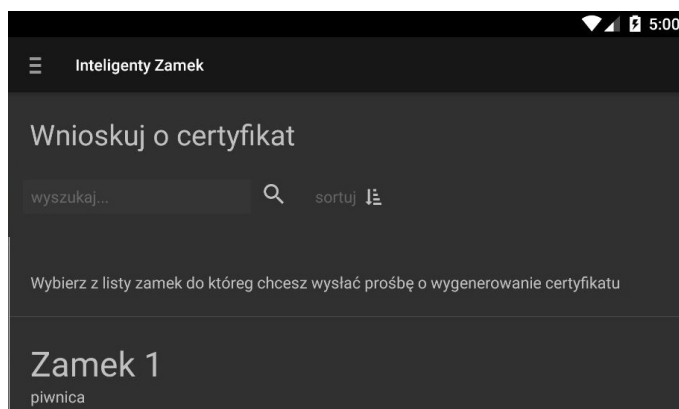 5:00
Inteligenty Zamek
Wnioskuj o certyfikat
wyszukaj...
sortuj
Wybierz z listy zamek do któreg chcesz wysłać prośbę o wygenerowanie certyfikatu
Zamek 1
piwnica